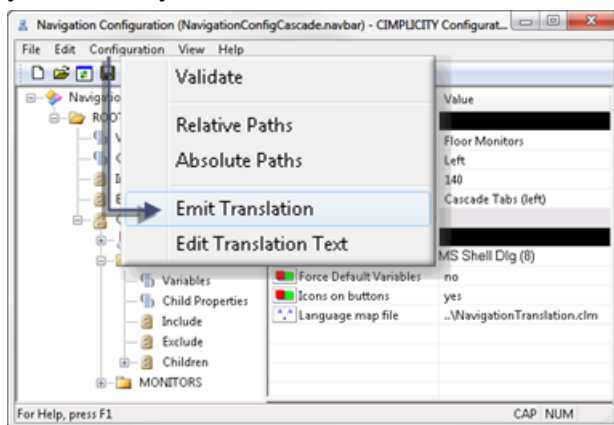 Navigation Configuration (NavigationConfigCascade.navbar) - CIMPLICITY Configurat...
File Edit Configuration View Help
Validate
Relative Paths
Absolute Paths
Emit Translation
Edit Translation Text
Value
Floor Monitors
Left
140
Cascade Tabs (left)
MS Shell Dlg (8)
Variables
Force Default Variables no
Child Properties
Icons on buttons yes
Include
Language map file ..\NavigationTranslation.clm
Exclude
Children
MONITORS
For Help, press F1 CAP NUM